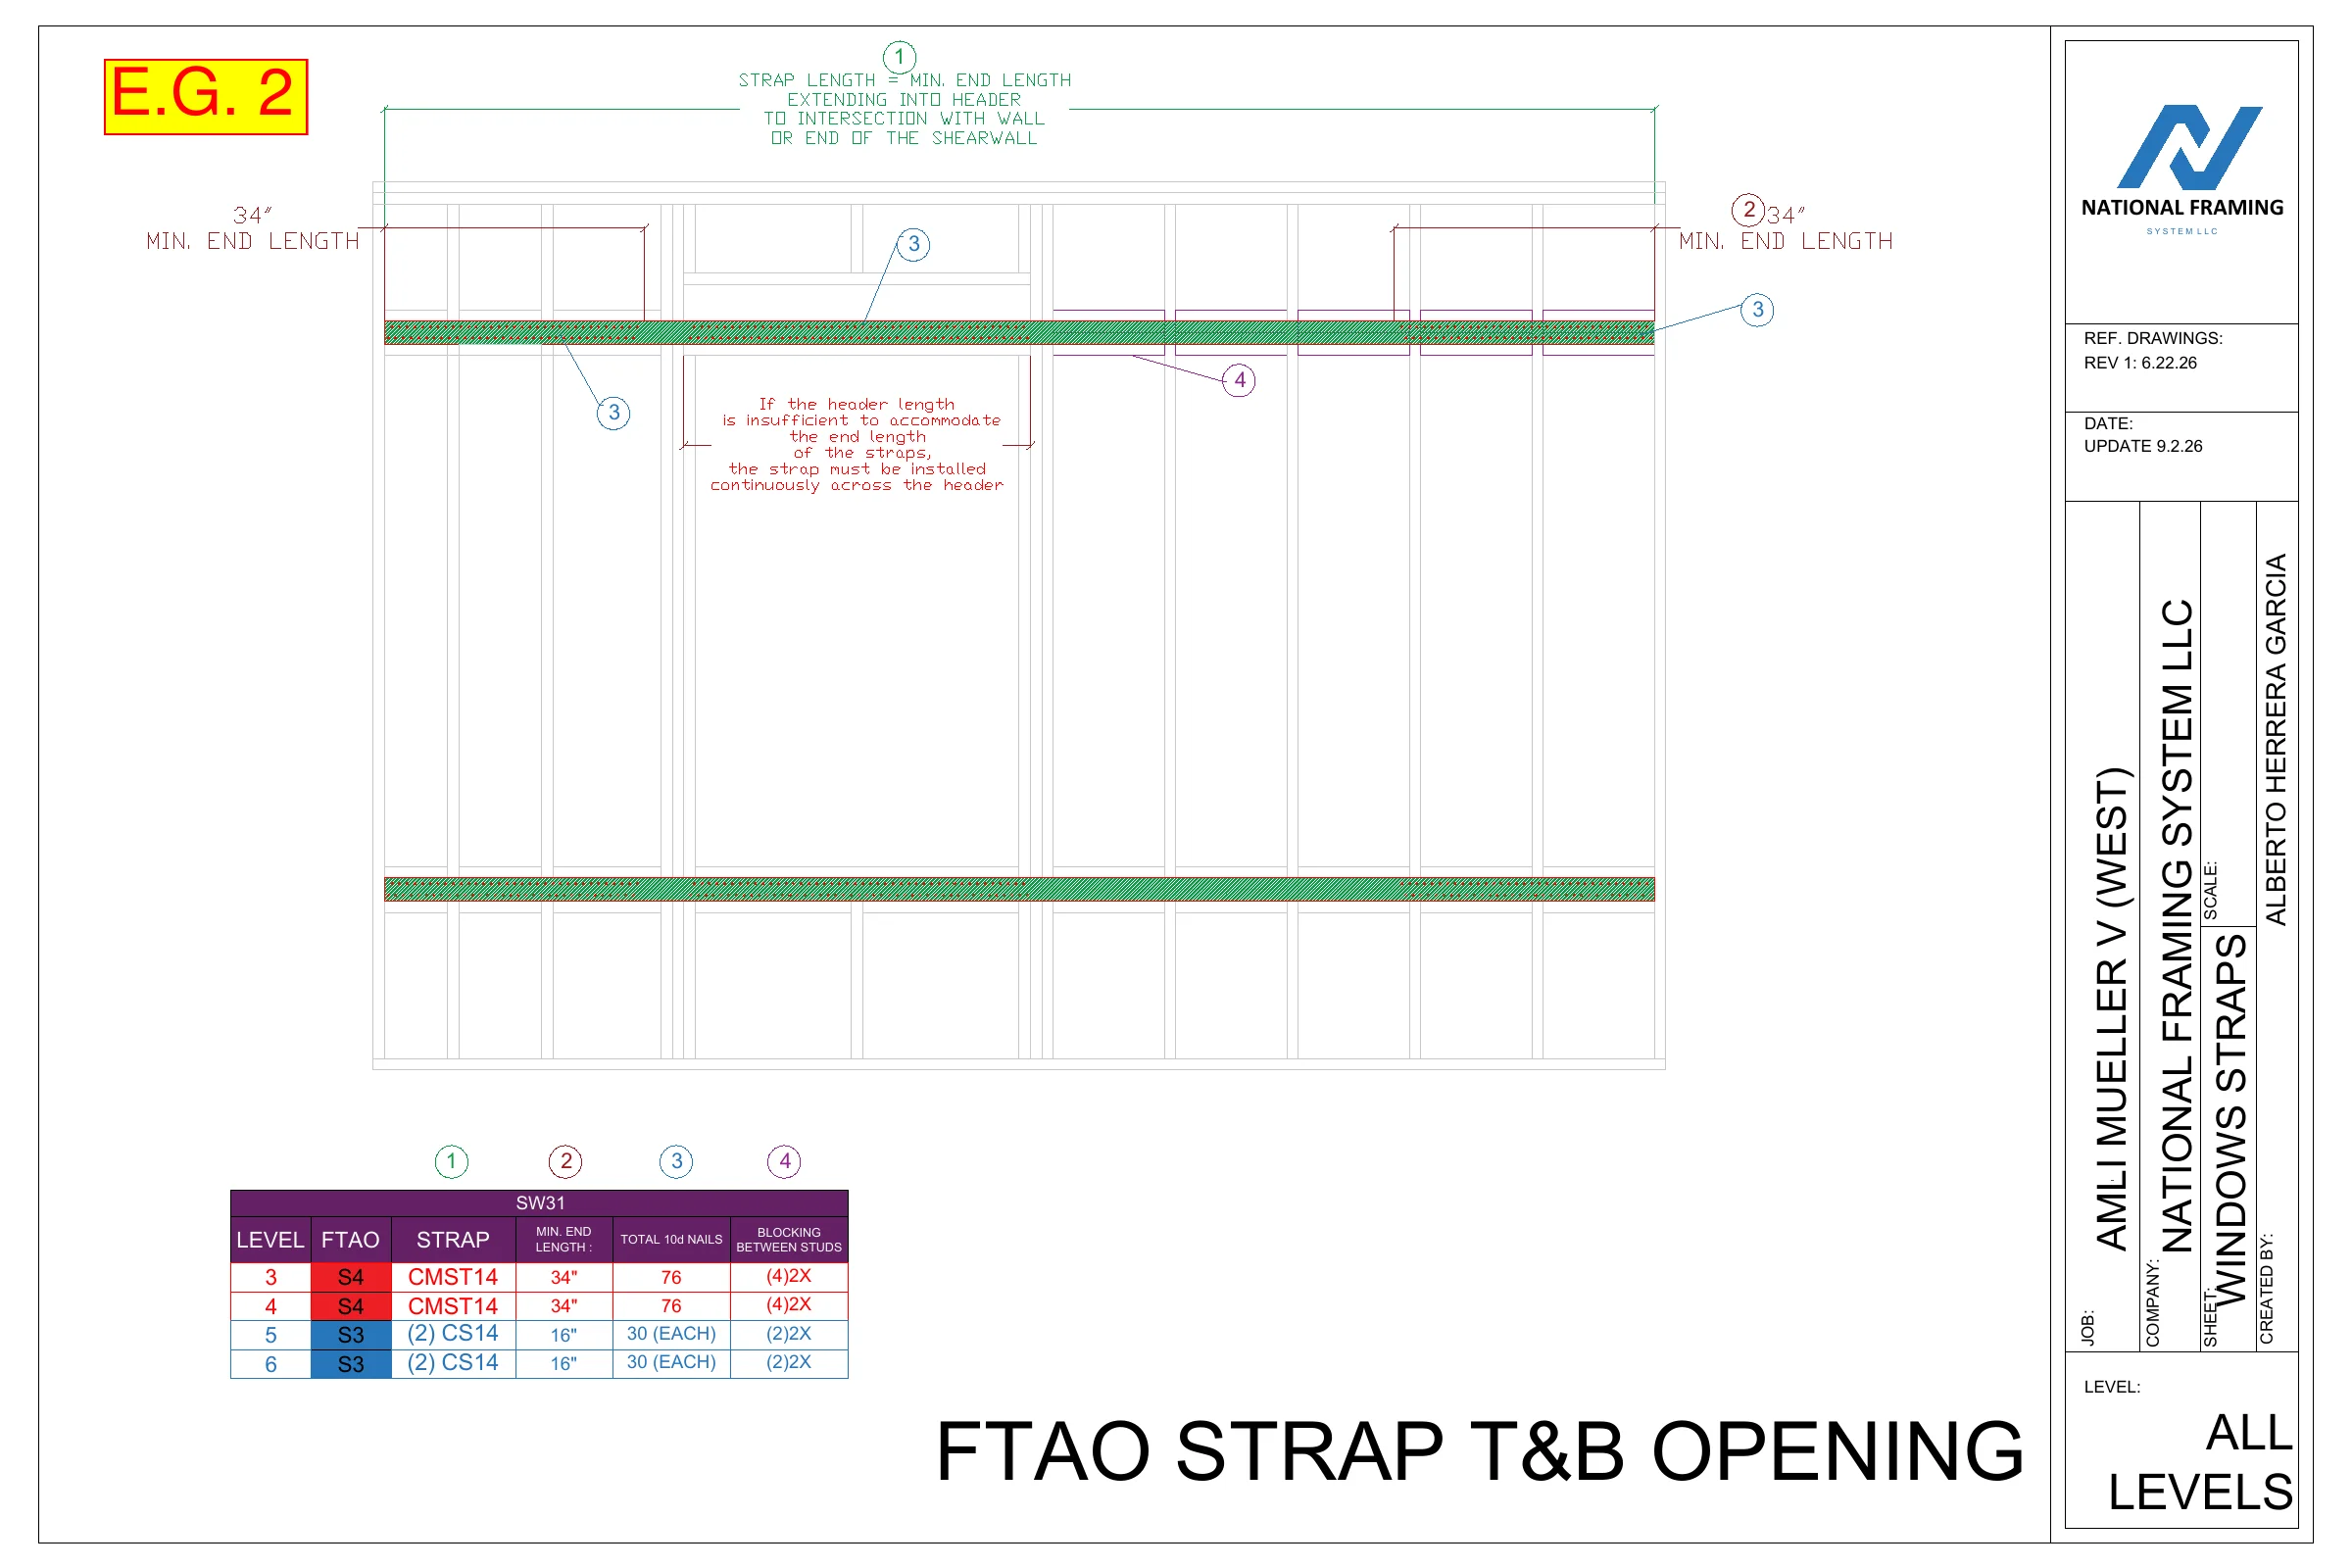 E.G. 2
1
STRAP LENGTH = MIN. END LENGTH
EXTENDING INTO HEADER
TO INTERSECTION WITH WALL
OR END OF THE SHEARWALL
34"
MIN. END LENGTH
2
34"
MIN. END LENGTH
3
3
3
4
If the header length
is insufficient to accommodate
the end length
of the straps,
the strap must be installed
continuously across the header
1 2 3 4
SW31
LEVEL FTAO STRAP MIN. END LENGTH : TOTAL 10d NAILS BLOCKING BETWEEN STUDS
3 S4 CMST14 34" 76 (4)2X
4 S4 CMST14 34" 76 (4)2X
5 S3 (2) CS14 16" 30 (EACH) (2)2X
6 S3 (2) CS14 16" 30 (EACH) (2)2X
FTAO STRAP T&B OPENING
NATIONAL FRAMING
SYSTEM LLC
REF. DRAWINGS:
REV 1: 6.22.26
DATE:
UPDATE 9.2.26
JOB:
AMLI MUELLER V (WEST)
COMPANY:
NATIONAL FRAMING SYSTEM LLC
SHEET:
WINDOWS STRAPS
SCALE:
CREATED BY:
ALBERTO HERRERA GARCIA
LEVEL:
ALL
LEVELS